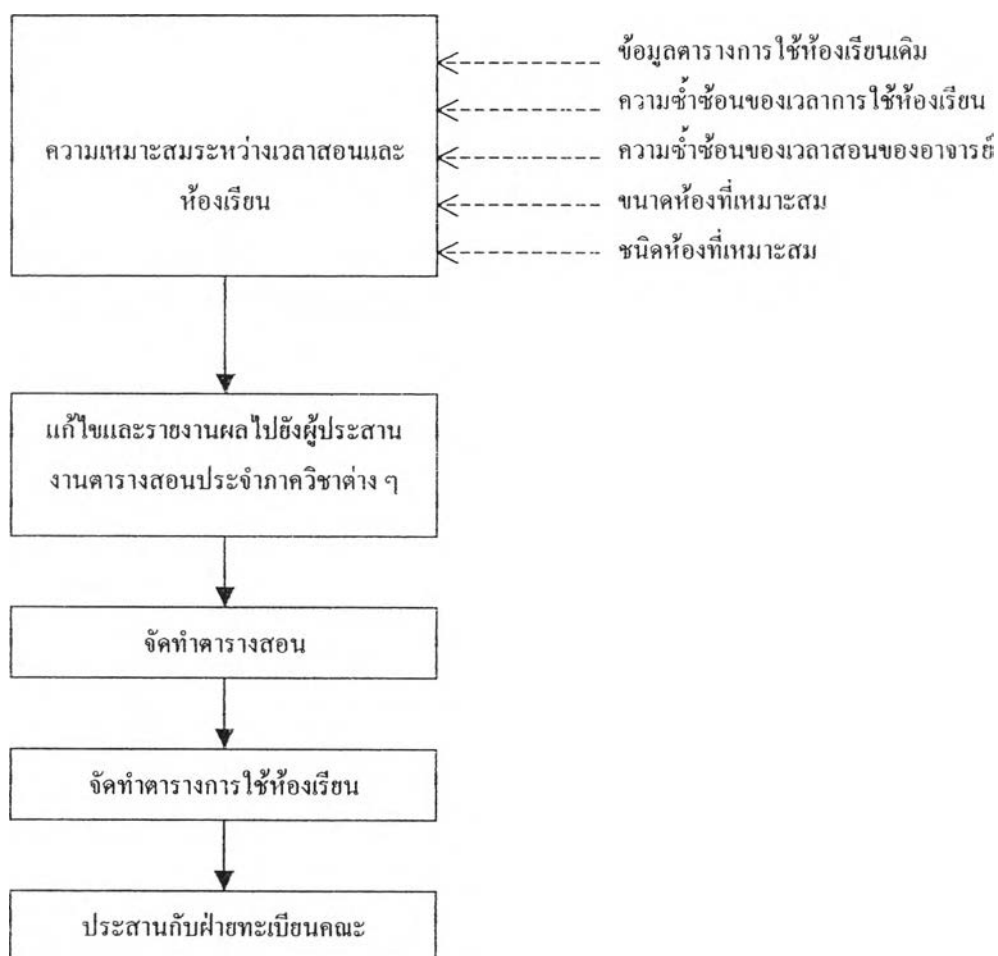 ข้อมูลตารางการใช้ห้องเรียนเดิม
ความซ้ำซ้อนของเวลาการใช้ห้องเรียน
ความเหมาะสมระหว่างเวลาสอนและ
ห้องเรียน
ความซ้ำซ้อนของเวลาสอนของอาจารย์
ขนาดห้องที่เหมาะสม
ชนิดห้องที่เหมาะสม
แก้ไขและรายงานผลไปยังผู้ประสาน
งานตารางสอนประจำภาควิชาต่าง ๆ
จัดทำตารางสอน
จัดทำตารางการใช้ห้องเรียน
ประสานกับฝ่ายทะเบียนคณะ